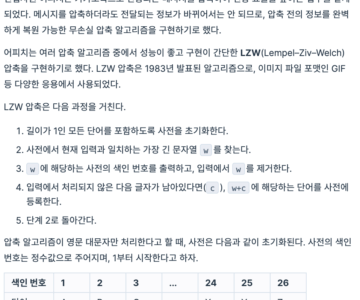 되었다. 메시지를 압축하더라도 전달되는 정보가 바뀌어서는 안 되므로, 압축 전의 정보를 완벽
하게 복원 가능한 무손실 압축 알고리즘을 구현하기로 했다.
어피치는 여러 압축 알고리즘 중에서 성능이 좋고 구현이 간단한 LZW(Lempel–Ziv–Welch)
압축을 구현하기로 했다. LZW 압축은 1983년 발표된 알고리즘으로, 이미지 파일 포맷인 GIF
등 다양한 응용에서 사용되었다.
LZW 압축은 다음 과정을 거친다.
1. 길이가 1인 모든 단어를 포함하도록 사전을 초기화한다.
2. 사전에서 현재 입력과 일치하는 가장 긴 문자열 w 를 찾는다.
3. w 에 해당하는 사전의 색인 번호를 출력하고, 입력에서 w 를 제거한다.
4. 입력에서 처리되지 않은 다음 글자가 남아있다면( c ), w+c 에 해당하는 단어를 사전에
등록한다.
5. 단계 2로 돌아간다.
압축 알고리즘이 영문 대문자만 처리한다고 할 때, 사전은 다음과 같이 초기화된다. 사전의 색인
번호는 정수값으로 주어지며, 1부터 시작한다고 하자.
색인 번호 1 2 3 ... 24 25 26